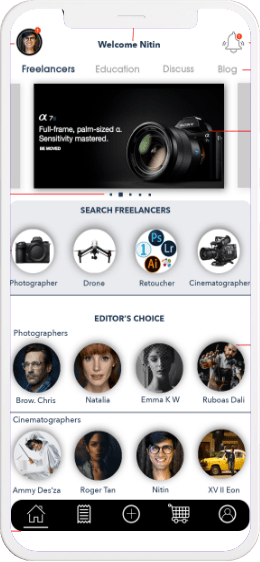 Welcome Nitin
Freelancers Education Discuss Blog
α 7s
Full-frame, palm-sized α.
Sensitivity mastered.
BE MOVED
SONY
SEARCH FREELANCERS
1 Ps Lr Ai
Photographer Drone Retoucher Cinematographer
EDITOR'S CHOICE
Photographers
Brow. Chris Natalia Emma K W Ruboas Dali
Cinematographers
Ammy Des'za Roger Tan Nitin XV II Eon